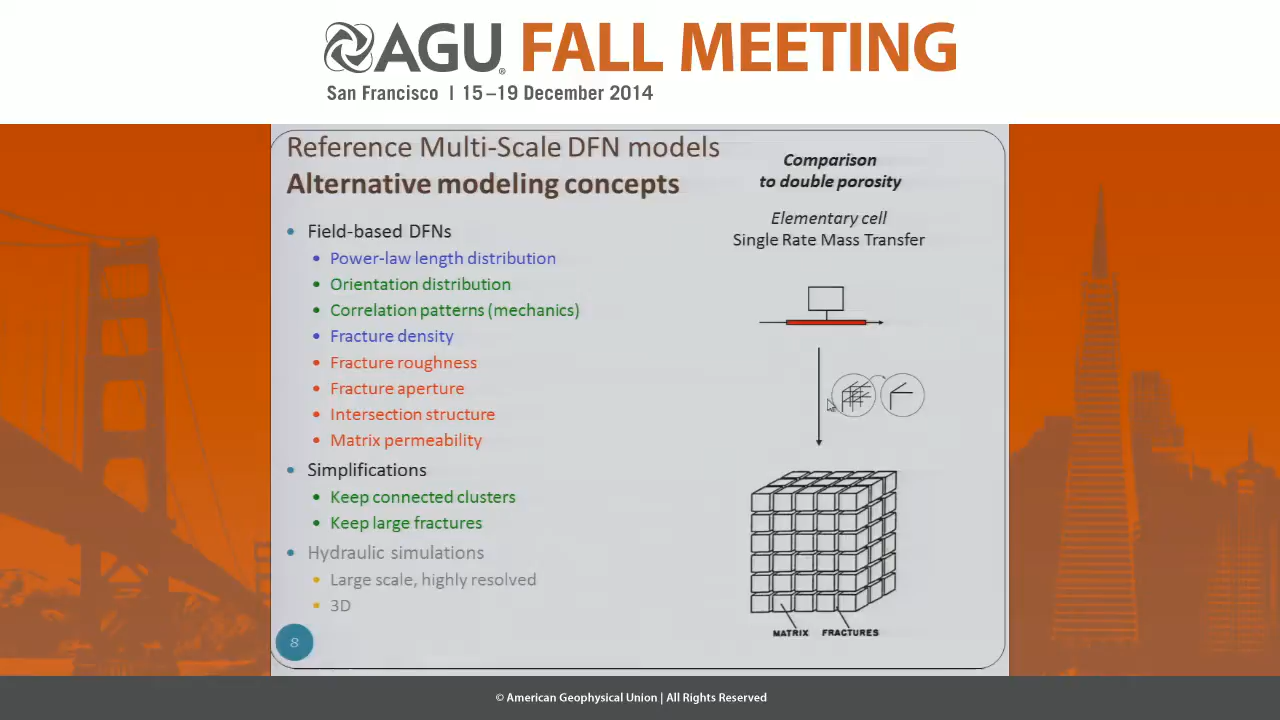 AGU FALL MEETING
San Francisco | 15–19 December 2014
Reference Multi-Scale DFN models
Alternative modeling concepts
• Field-based DFNs
• Power-law length distribution
• Orientation distribution
• Correlation patterns (mechanics)
• Fracture density
• Fracture roughness
• Fracture aperture
• Intersection structure
• Matrix permeability
• Simplifications
• Keep connected clusters
• Keep large fractures
• Hydraulic simulations
▪ Large scale, highly resolved
▪ 3D
8
Comparison
to double porosity
Elementary cell
Single Rate Mass Transfer
MATRIX FRACTURES
© American Geophysical Union | All Rights Reserved